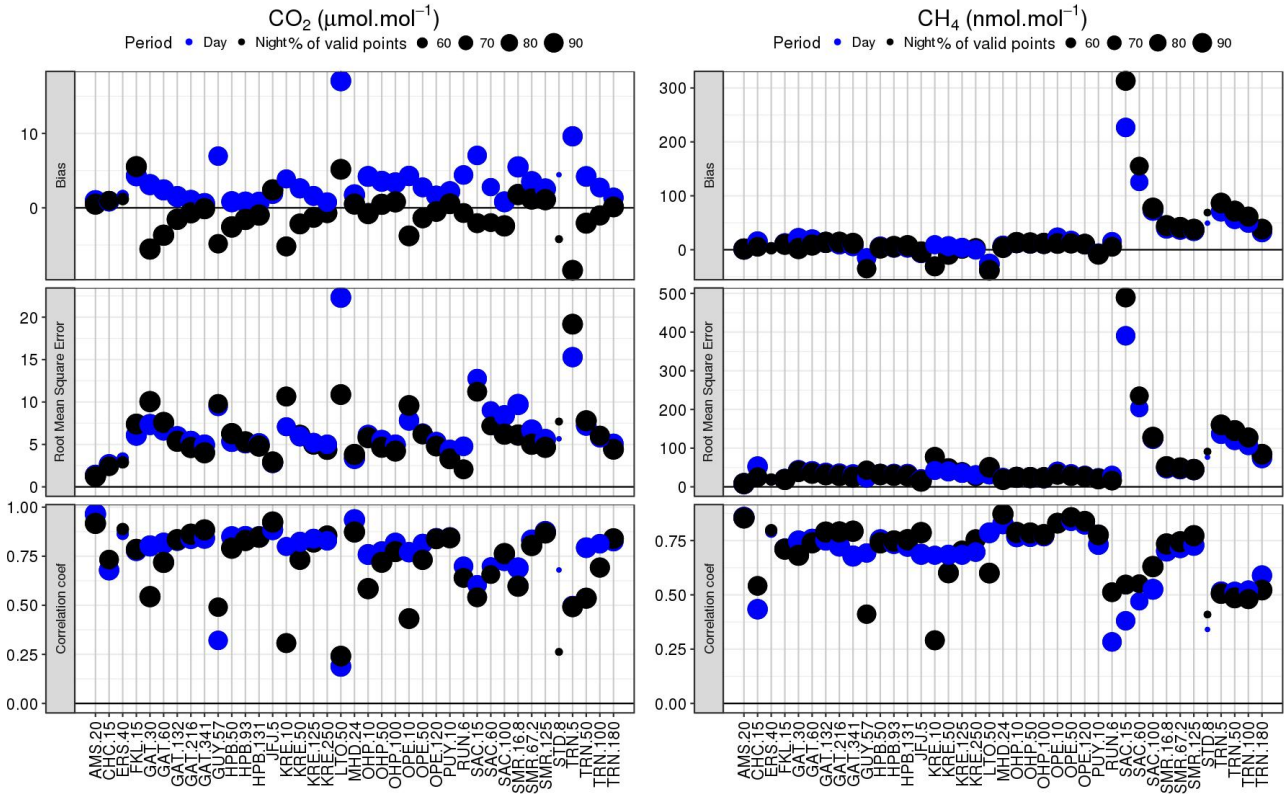 CO₂ (μmol.mol⁻¹)
Period Day Night % of valid points 60 70 80 90
Bias
10
0
Root Mean Square Error
20
15
10
5
0
Correlation coef
1.00
0.75
0.50
0.25
0.00
AMS.20
CHC.15
ERS.40
FKL.15
GAT.30
GAT.60
GAT.132
GAT.216
GAT.341
GUY.57
HPB.50
HPB.93
HPB.131
JFJ.5
KRE.10
KRE.50
KRE.125
KRE.250
LTO.50
MHD.24
OHP.10
OHP.50
OHP.100
OPE.10
OPE.50
OPE.120
PUY.10
RUN.6
SAC.15
SAC.60
SAC.100
SMR.16.8
SMR.67.2
SMR.125
STD.8
TRN.5
TRN.50
TRN.100
TRN.180
CH₄ (nmol.mol⁻¹)
Period Day Night % of valid points 60 70 80 90
Bias
300
200
100
0
Root Mean Square Error
500
400
300
200
100
0
Correlation coef
0.75
0.50
0.25
0.00
AMS.20
CHC.15
ERS.40
FKL.15
GAT.30
GAT.60
GAT.132
GAT.216
GAT.341
GUY.57
HPB.50
HPB.93
HPB.131
JFJ.5
KRE.10
KRE.50
KRE.125
KRE.250
LTO.50
MHD.24
OHP.10
OHP.50
OHP.100
OPE.10
OPE.50
OPE.120
PUY.10
RUN.6
SAC.15
SAC.60
SAC.100
SMR.16.8
SMR.67.2
SMR.125
STD.8
TRN.5
TRN.50
TRN.100
TRN.180